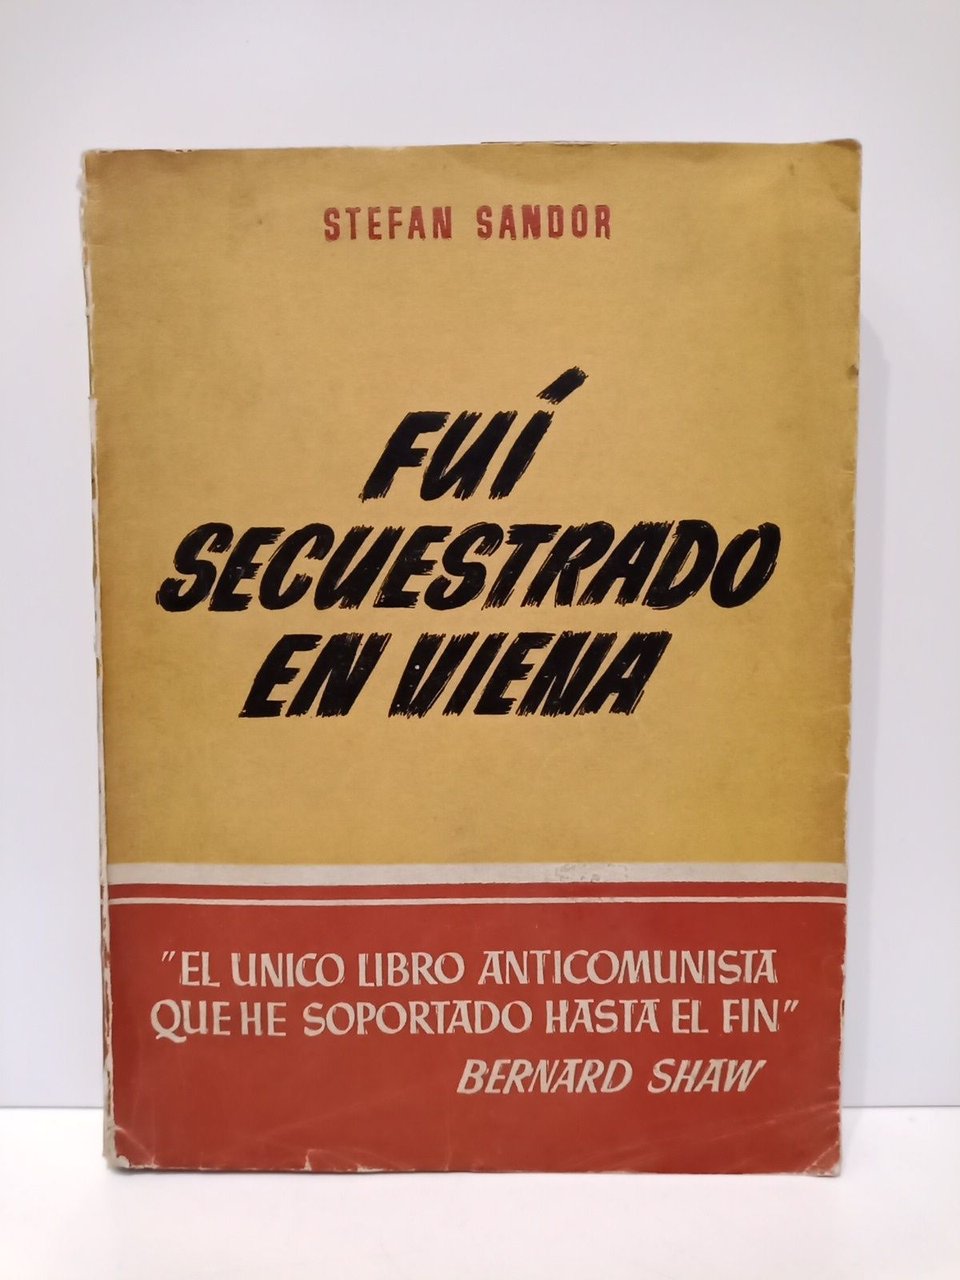 STEFAN SANDOR
FUÍ
SECUESTRADO
EN VIENA
"EL UNICO LIBRO ANTICOMUNISTA
QUE HE SOPORTADO HASTA EL FIN"
BERNARD SHAW